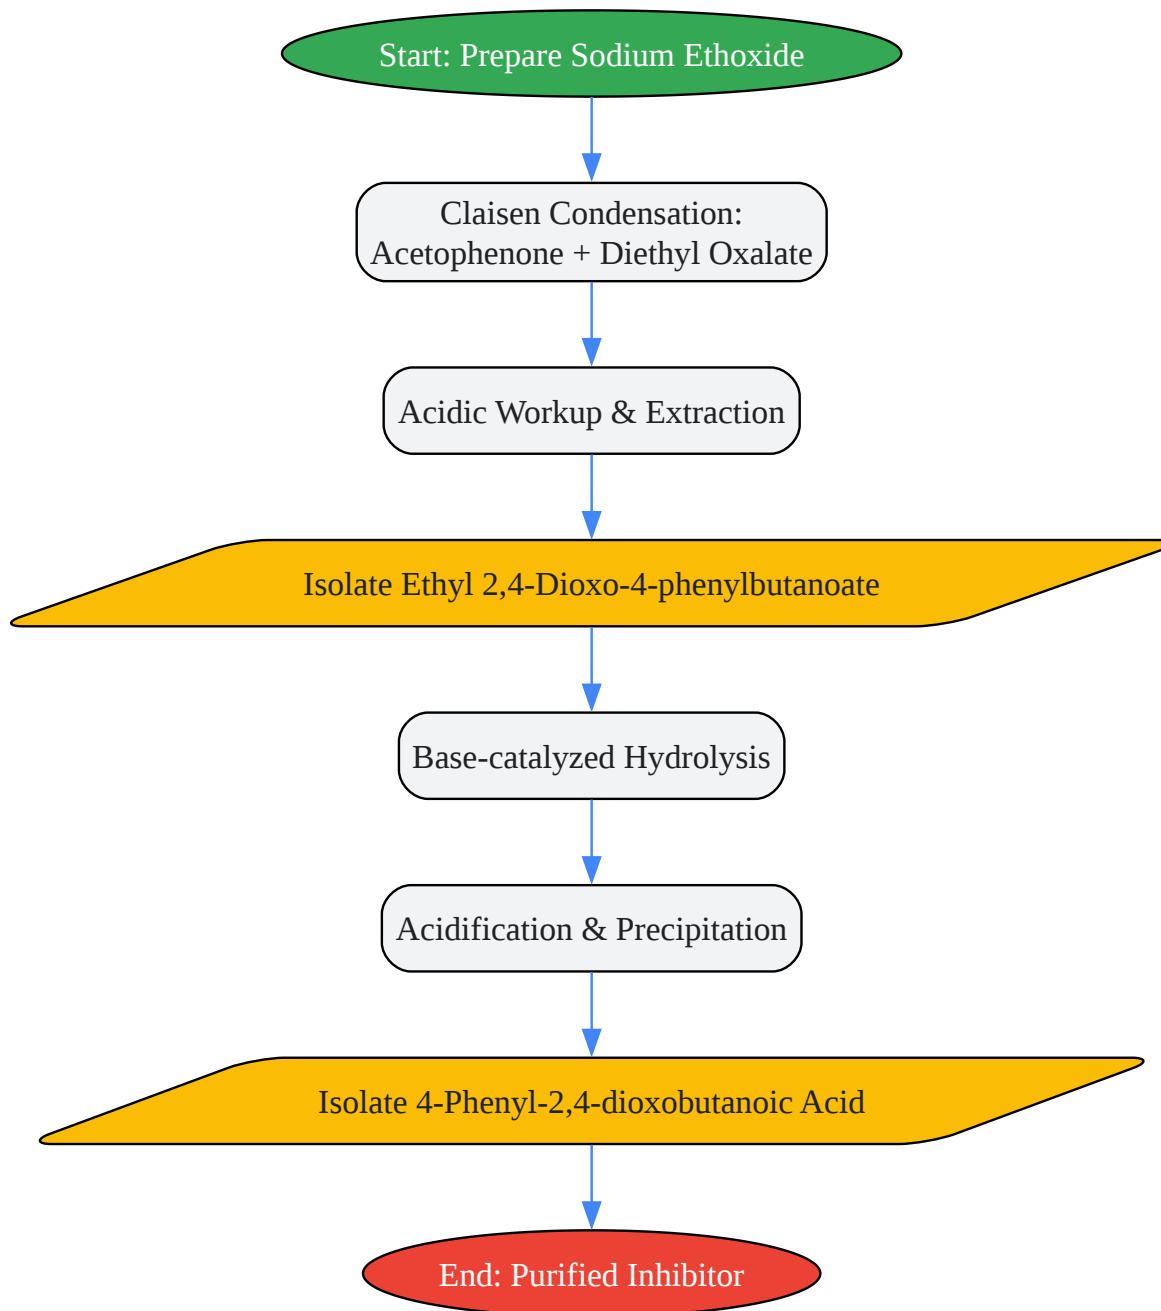 Start: Prepare Sodium Ethoxide
Claisen Condensation:
Acetophenone + Diethyl Oxalate
Acidic Workup & Extraction
Isolate Ethyl 2,4-Dioxo-4-phenylbutanoate
Base-catalyzed Hydrolysis
Acidification & Precipitation
Isolate 4-Phenyl-2,4-dioxobutanoic Acid
End: Purified Inhibitor